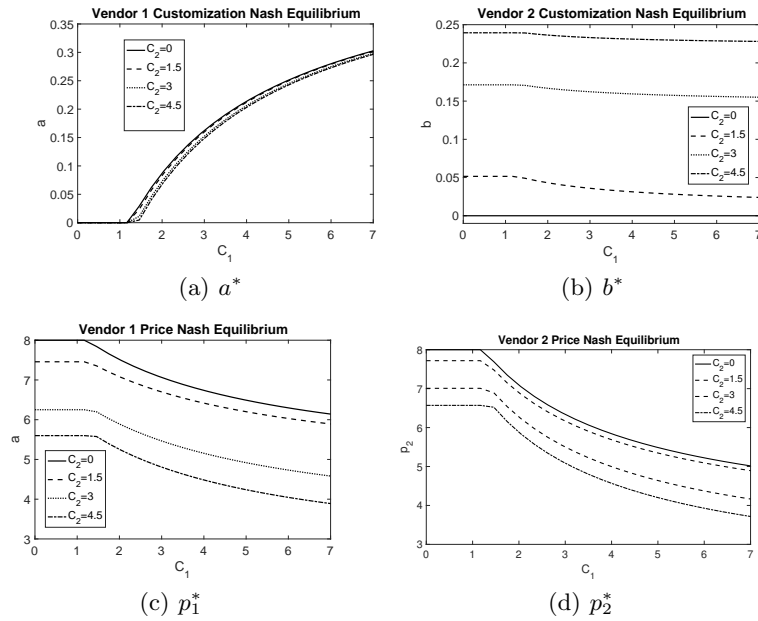 Vendor 1 Customization Nash Equilibrium
0.35
0.3
0.25
0.2
0.15
0.1
0.05
0
a
C_2=0
C_2=1.5
C_2=3
C_2=4.5
0 1 2 3 4 5 6 7
C_1
(a) a*
Vendor 2 Customization Nash Equilibrium
0.25
0.2
0.15
0.1
0.05
0
b
C_2=0
C_2=1.5
C_2=3
C_2=4.5
0 1 2 3 4 5 6 7
C_1
(b) b*
Vendor 1 Price Nash Equilibrium
8
7
6
5
4
3
a
C_2=0
C_2=1.5
C_2=3
C_2=4.5
0 1 2 3 4 5 6 7
C_1
(c) p_1^*
Vendor 2 Price Nash Equilibrium
8
7
6
5
4
3
p_2
C_2=0
C_2=1.5
C_2=3
C_2=4.5
0 1 2 3 4 5 6 7
C_1
(d) p_2^*